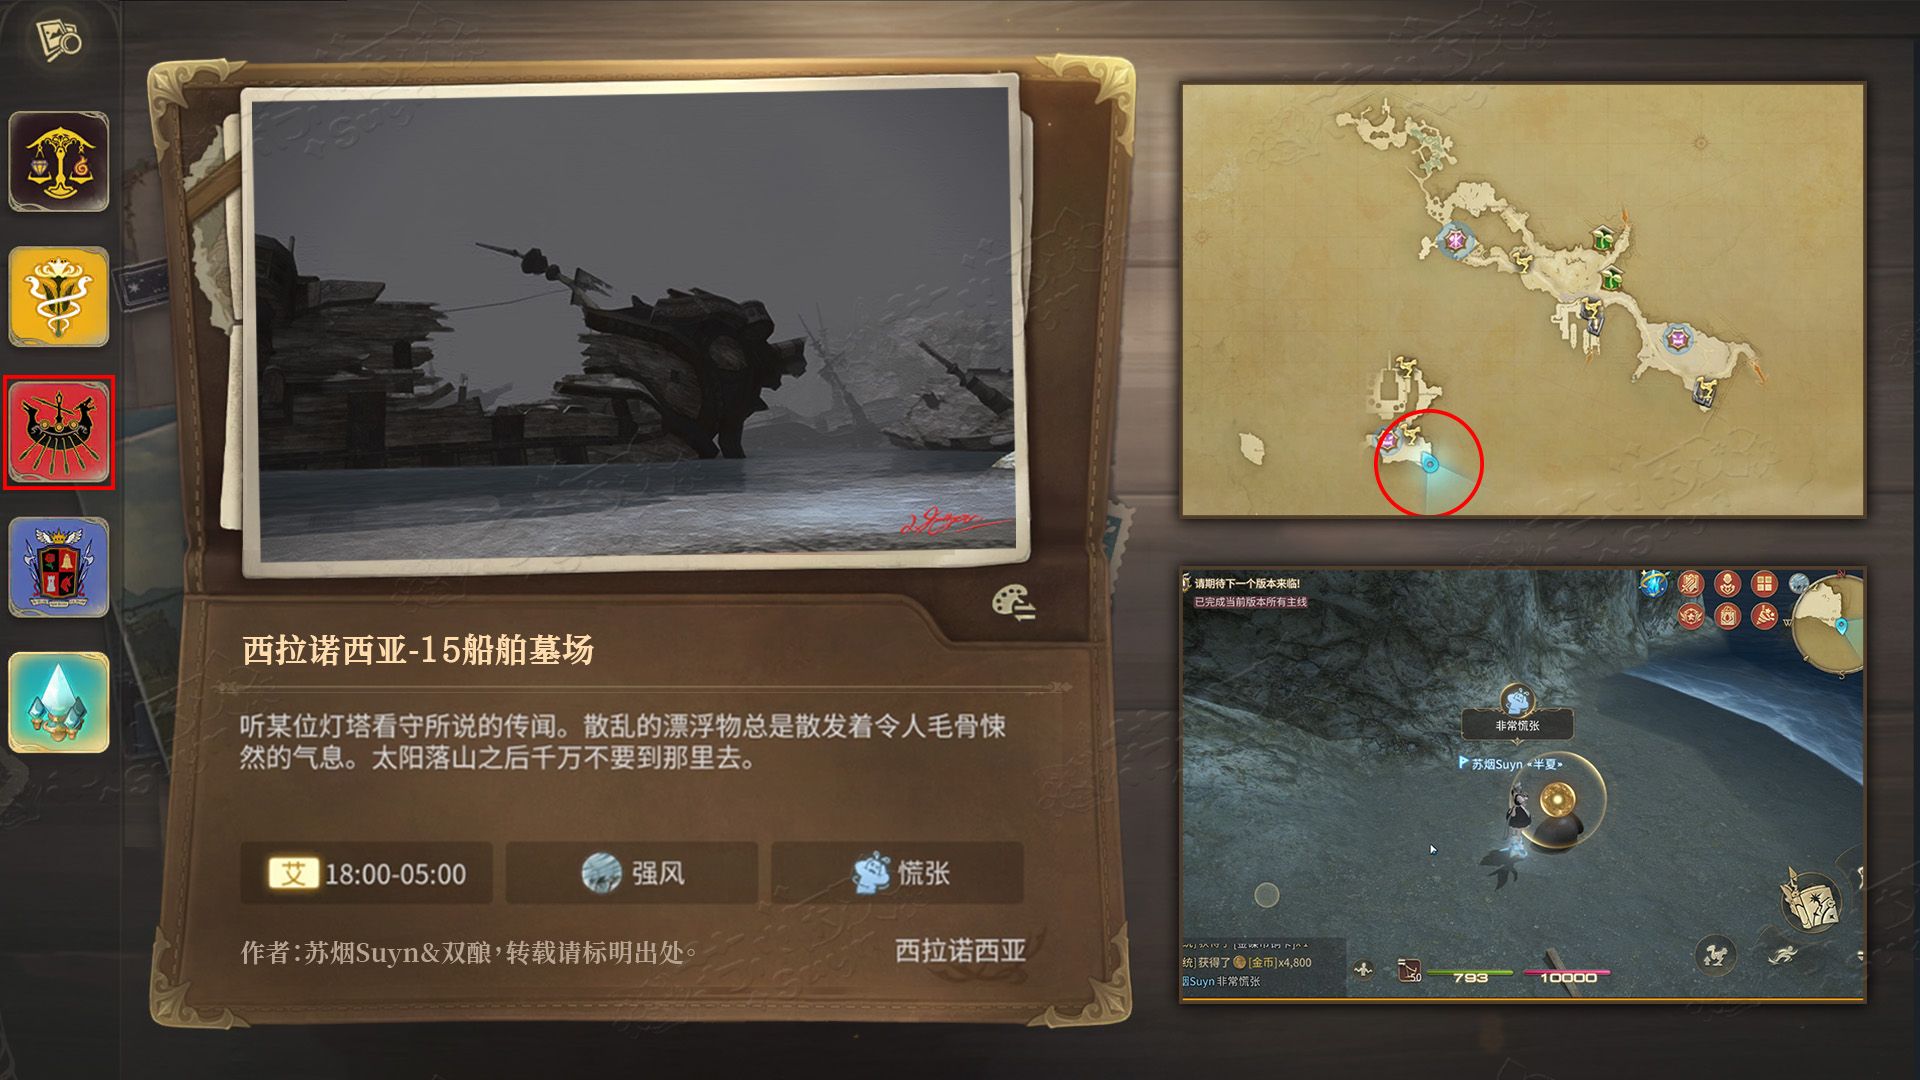 西拉诺西亚-15船舶墓场
听某位灯塔看守所说的传闻。散乱的漂浮物总是散发着令人毛骨悚
然的气息。太阳落山之后千万不要到那里去。
艾 18:00-05:00
强风
慌张
作者：苏烟Suyn&双酿，转载请标明出处。
西拉诺西亚
请期待下一个版本来临!
已完成当前版本所有主线
N
W
S
非常慌张
苏烟Suyn «半夏»
统]获得了 [金币]x4,800
烟Suyn 非常慌张
50
793
10000